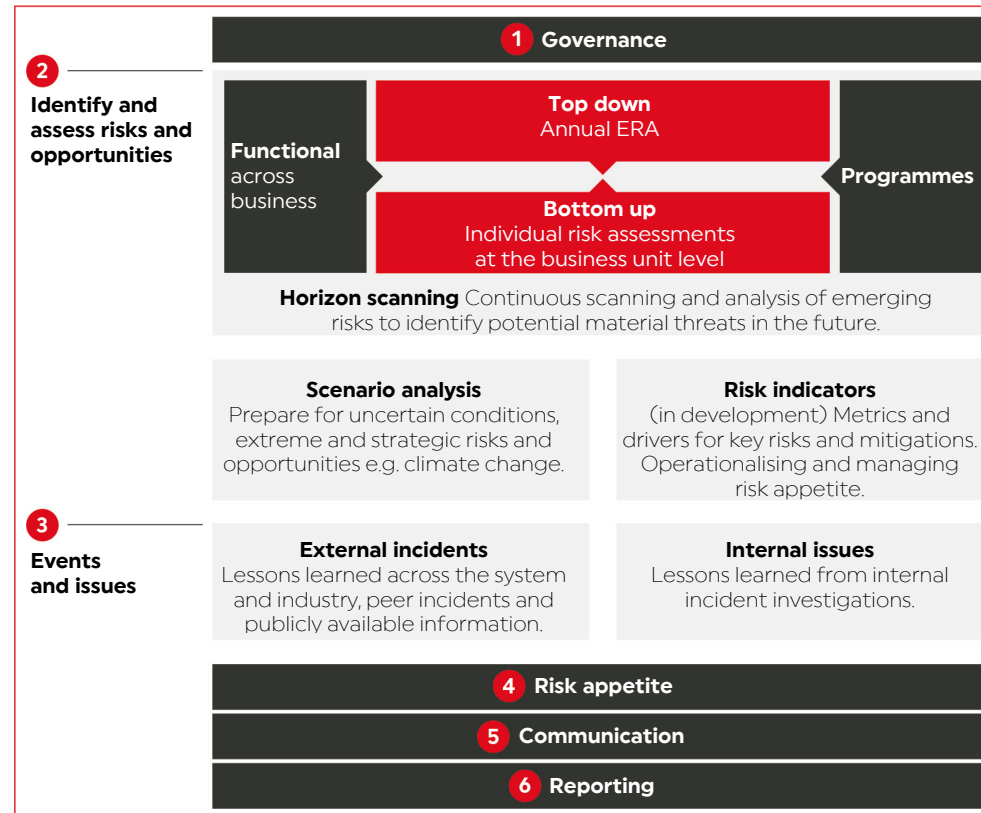 1 Governance
2
Identify and
assess risks and
opportunities
Functional
across
business
Top down
Annual ERA
Bottom up
Individual risk assessments
at the business unit level
Programmes
Horizon scanning Continuous scanning and analysis of emerging
risks to identify potential material threats in the future.
Scenario analysis
Prepare for uncertain conditions,
extreme and strategic risks and
opportunities e.g. climate change.
Risk indicators
(in development) Metrics and
drivers for key risks and mitigations.
Operationalising and managing
risk appetite.
3
Events
and issues
External incidents
Lessons learned across the system
and industry, peer incidents and
publicly available information.
Internal issues
Lessons learned from internal
incident investigations.
4 Risk appetite
5 Communication
6 Reporting